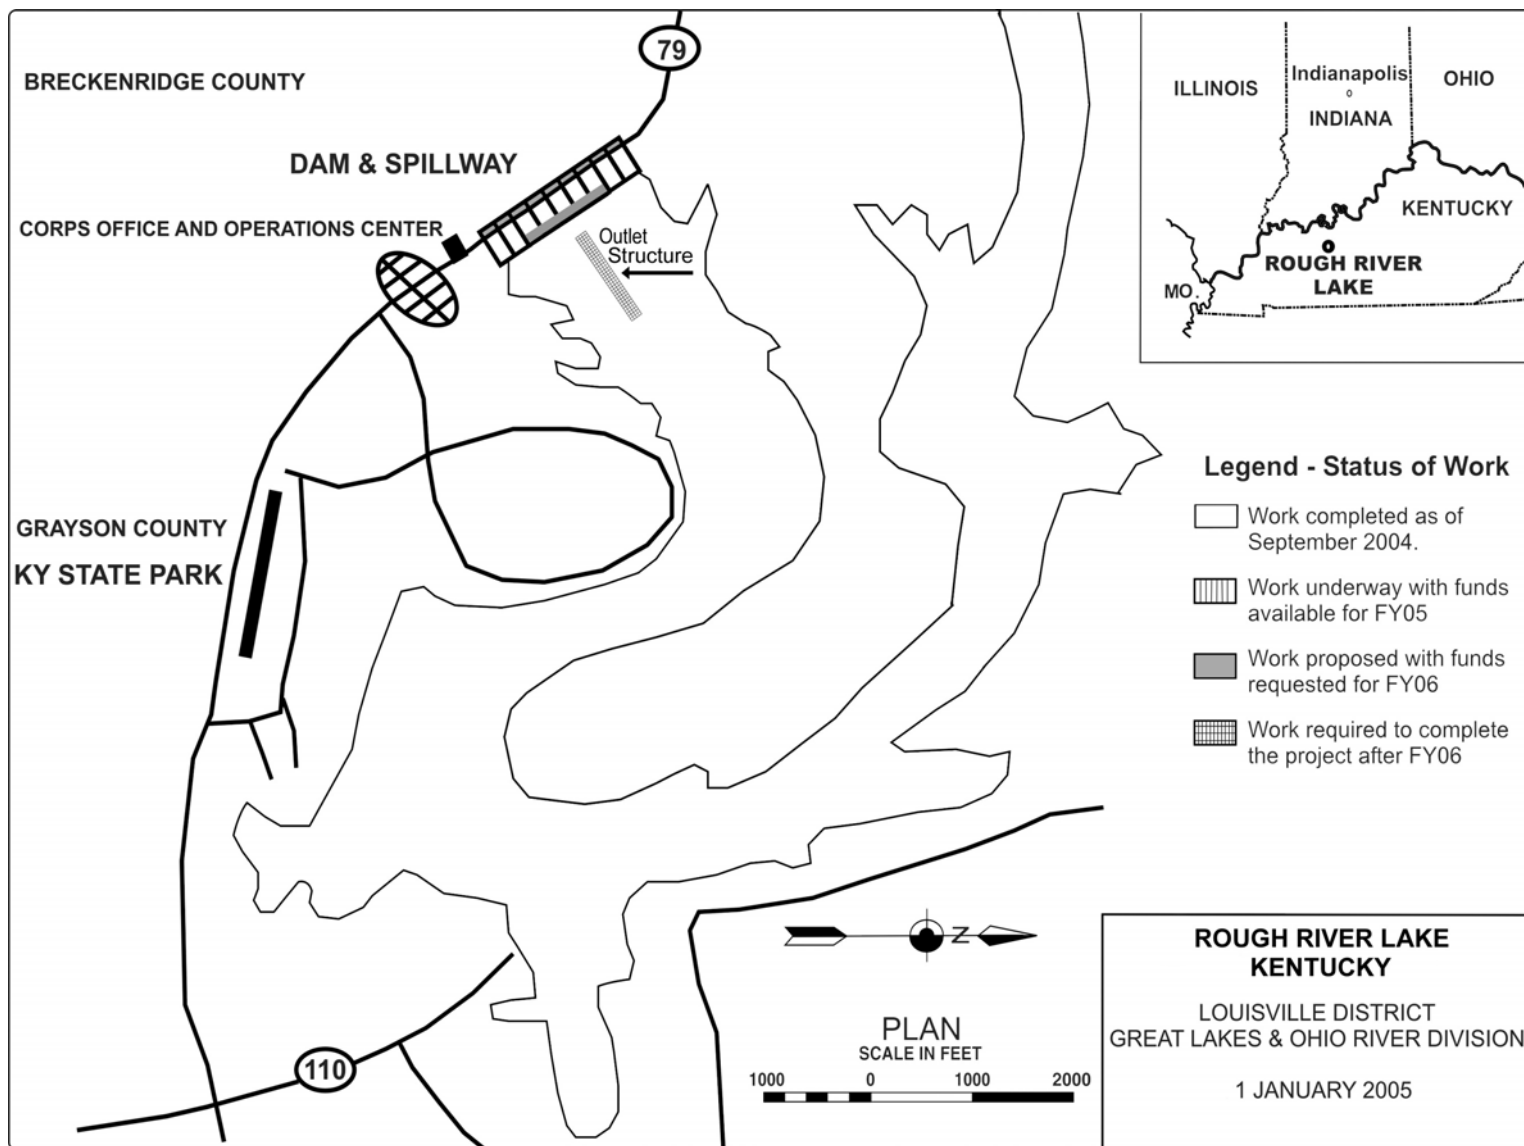 79
BRECKENRIDGE COUNTY
DAM & SPILLWAY
CORPS OFFICE AND OPERATIONS CENTER
Outlet
Structure
GRAYSON COUNTY
KY STATE PARK
110
ILLINOIS
Indianapolis
INDIANA
OHIO
KENTUCKY
ROUGH RIVER
LAKE
MO.
Legend - Status of Work
Work completed as of
September 2004.
Work underway with funds
available for FY05
Work proposed with funds
requested for FY06
Work required to complete
the project after FY06
N
PLAN
SCALE IN FEET
1000 0 1000 2000
ROUGH RIVER LAKE
KENTUCKY
LOUISVILLE DISTRICT
GREAT LAKES & OHIO RIVER DIVISION
1 JANUARY 2005